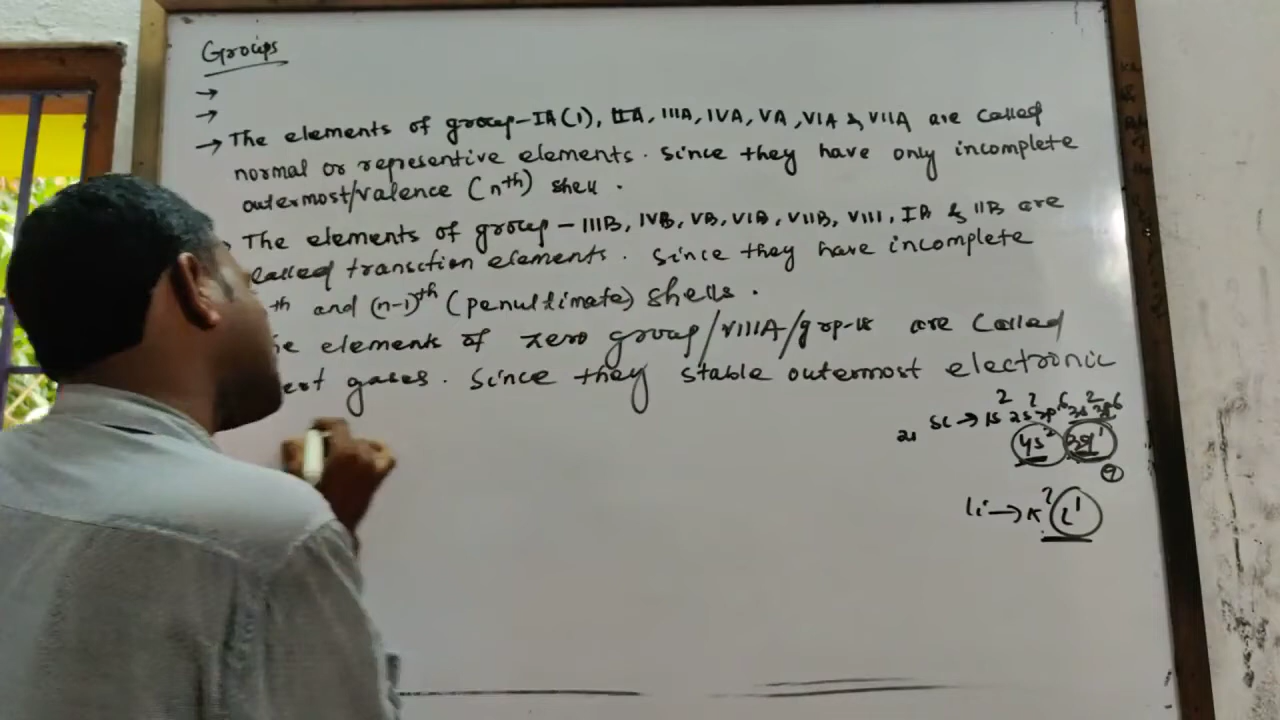 Groups
→
→
→ The elements of group-IA(1), IIA, IIIA, IVA, VA, VIA & VIIA are called
normal or representive elements. Since they have only incomplete
outermost/valence (nth) shell.
The elements of group - IIIB, IVB, VB, VIB, VIIB, VIII, IB & IIB are
called transction elements. Since they have incomplete
th and (n-1)th (penultimate) shells.
elements of zero group/VIIIA/grop-18 are called
gases. Since they stable outermost electronic
21 Sc → 1s2 2s2 2p6 3s2 3p6
4s2 3d1
Li → K2 L1